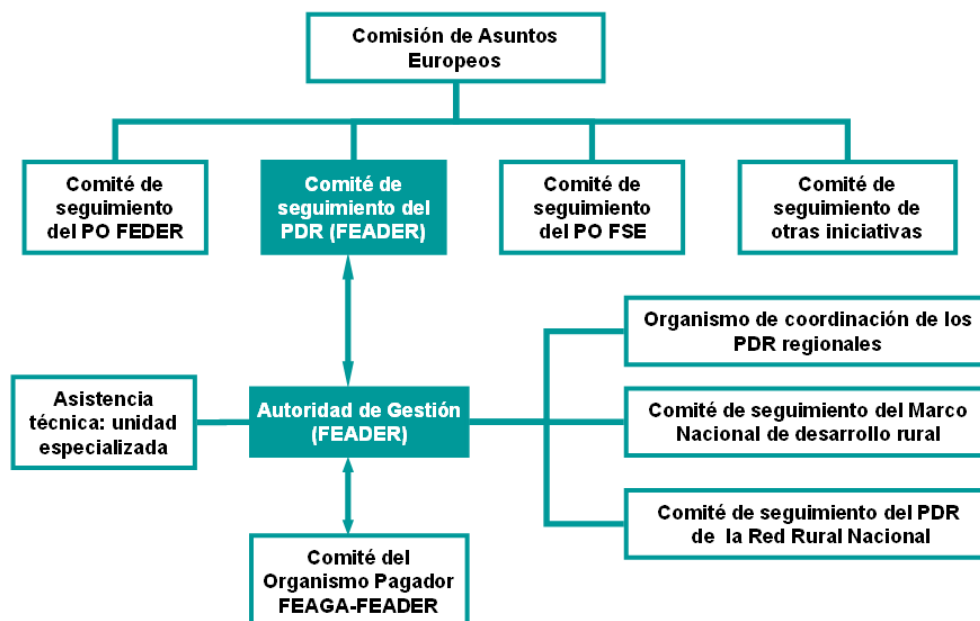 Comisión de Asuntos
Europeos
Comité de
seguimiento
del PO FEDER
Comité de
seguimiento del
PDR (FEADER)
Comité de
seguimiento
del PO FSE
Comité de
seguimiento de
otras iniciativas
Organismo de coordinación de los
PDR regionales
Asistencia
técnica: unidad
especializada
Autoridad de Gestión
(FEADER)
Comité de seguimiento del Marco
Nacional de desarrollo rural
Comité de seguimiento del PDR
de la Red Rural Nacional
Comité del
Organismo Pagador
FEAGA-FEADER